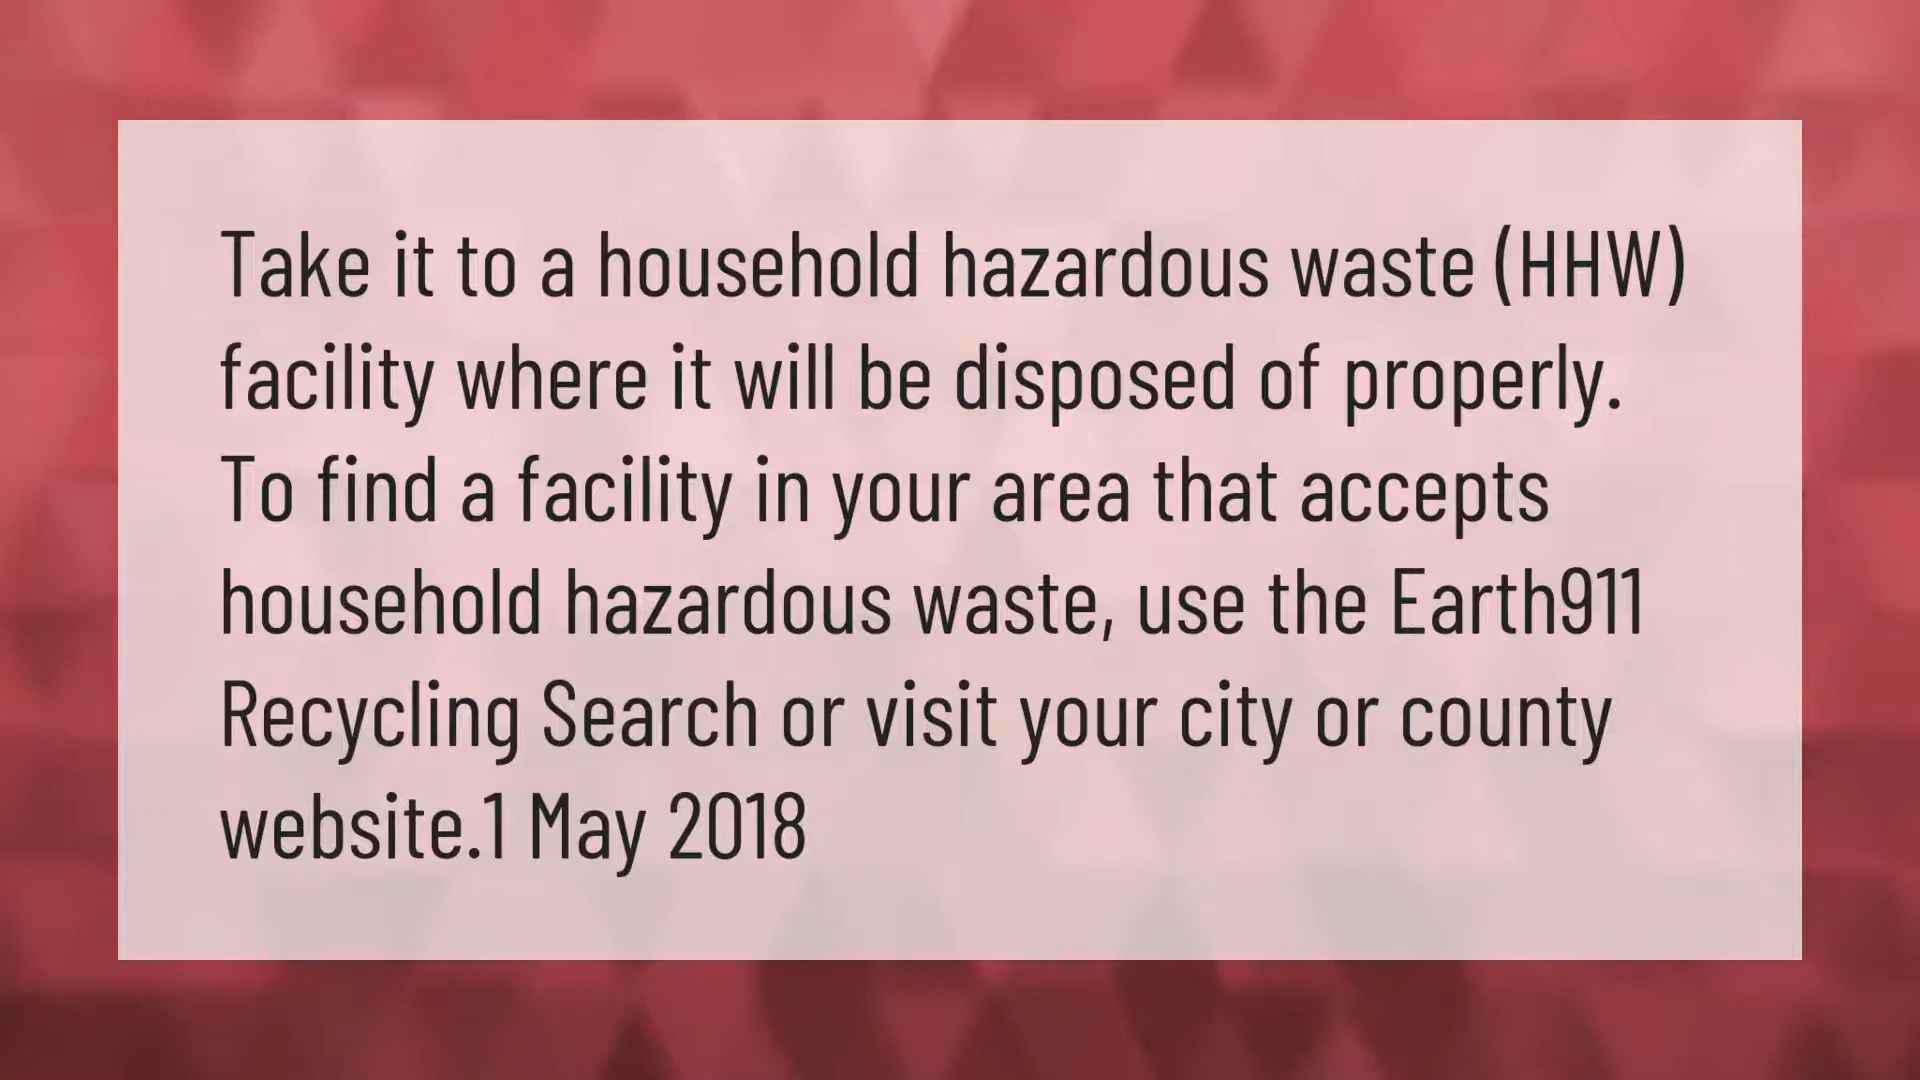 Take it to a household hazardous waste (HHW)
facility where it will be disposed of properly.
To find a facility in your area that accepts
household hazardous waste, use the Earth911
Recycling Search or visit your city or county
website.1 May 2018